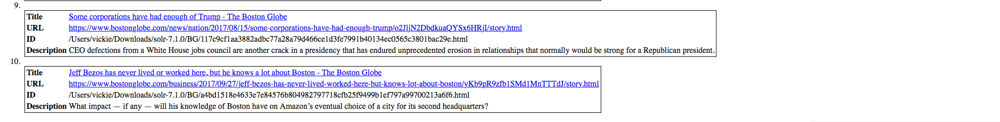 9.
Title Some corporations have had enough of Trump - The Boston Globe
URL https://www.bostonglobe.com/news/nation/2017/08/15/some-corporations-have-had-enough-trump/o2JljN2DbdkuaQYSx6HRjI/story.html
ID /Users/vickie/Downloads/solr-7.1.0/BG/117c9cf1aa3882adbc77a28a79d466ce1d3fe7991b40134ec0565c3801bac29e.html
Description CEO defections from a White House jobs council are another crack in a presidency that has endured unprecedented erosion in relationships that normally would be strong for a Republican president.
10.
Title Jeff Bezos has never lived or worked here, but he knows a lot about Boston - The Boston Globe
URL https://www.bostonglobe.com/business/2017/09/27/jeff-bezos-has-never-lived-worked-here-but-knows-lot-about-boston/yKb9pR9zfb1SMd1MnTTTdJ/story.html
ID /Users/vickie/Downloads/solr-7.1.0/BG/a4bd1518e4633e7e84576b804982797718cfb25f9499b1ef797a99700213a6f6.html
Description What impact — if any — will his knowledge of Boston have on Amazon’s eventual choice of a city for its second headquarters?